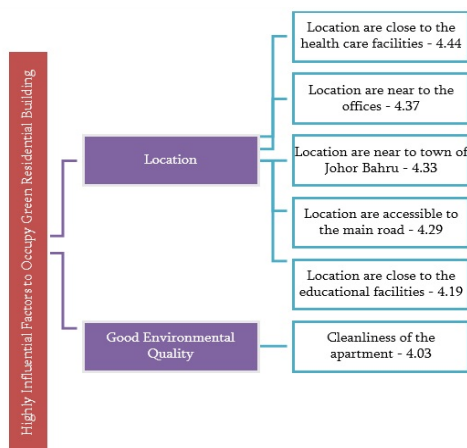 Highly Influential Factors to Occupy Green Residential Building
Location
Location are close to the
health care facilities - 4.44
Location are near to the
offices - 4.37
Location are near to town of
Johor Bahru - 4.33
Location are accessible to
the main road - 4.29
Location are close to the
educational facilities - 4.19
Good Environmental
Quality
Cleanliness of the
apartment - 4.03